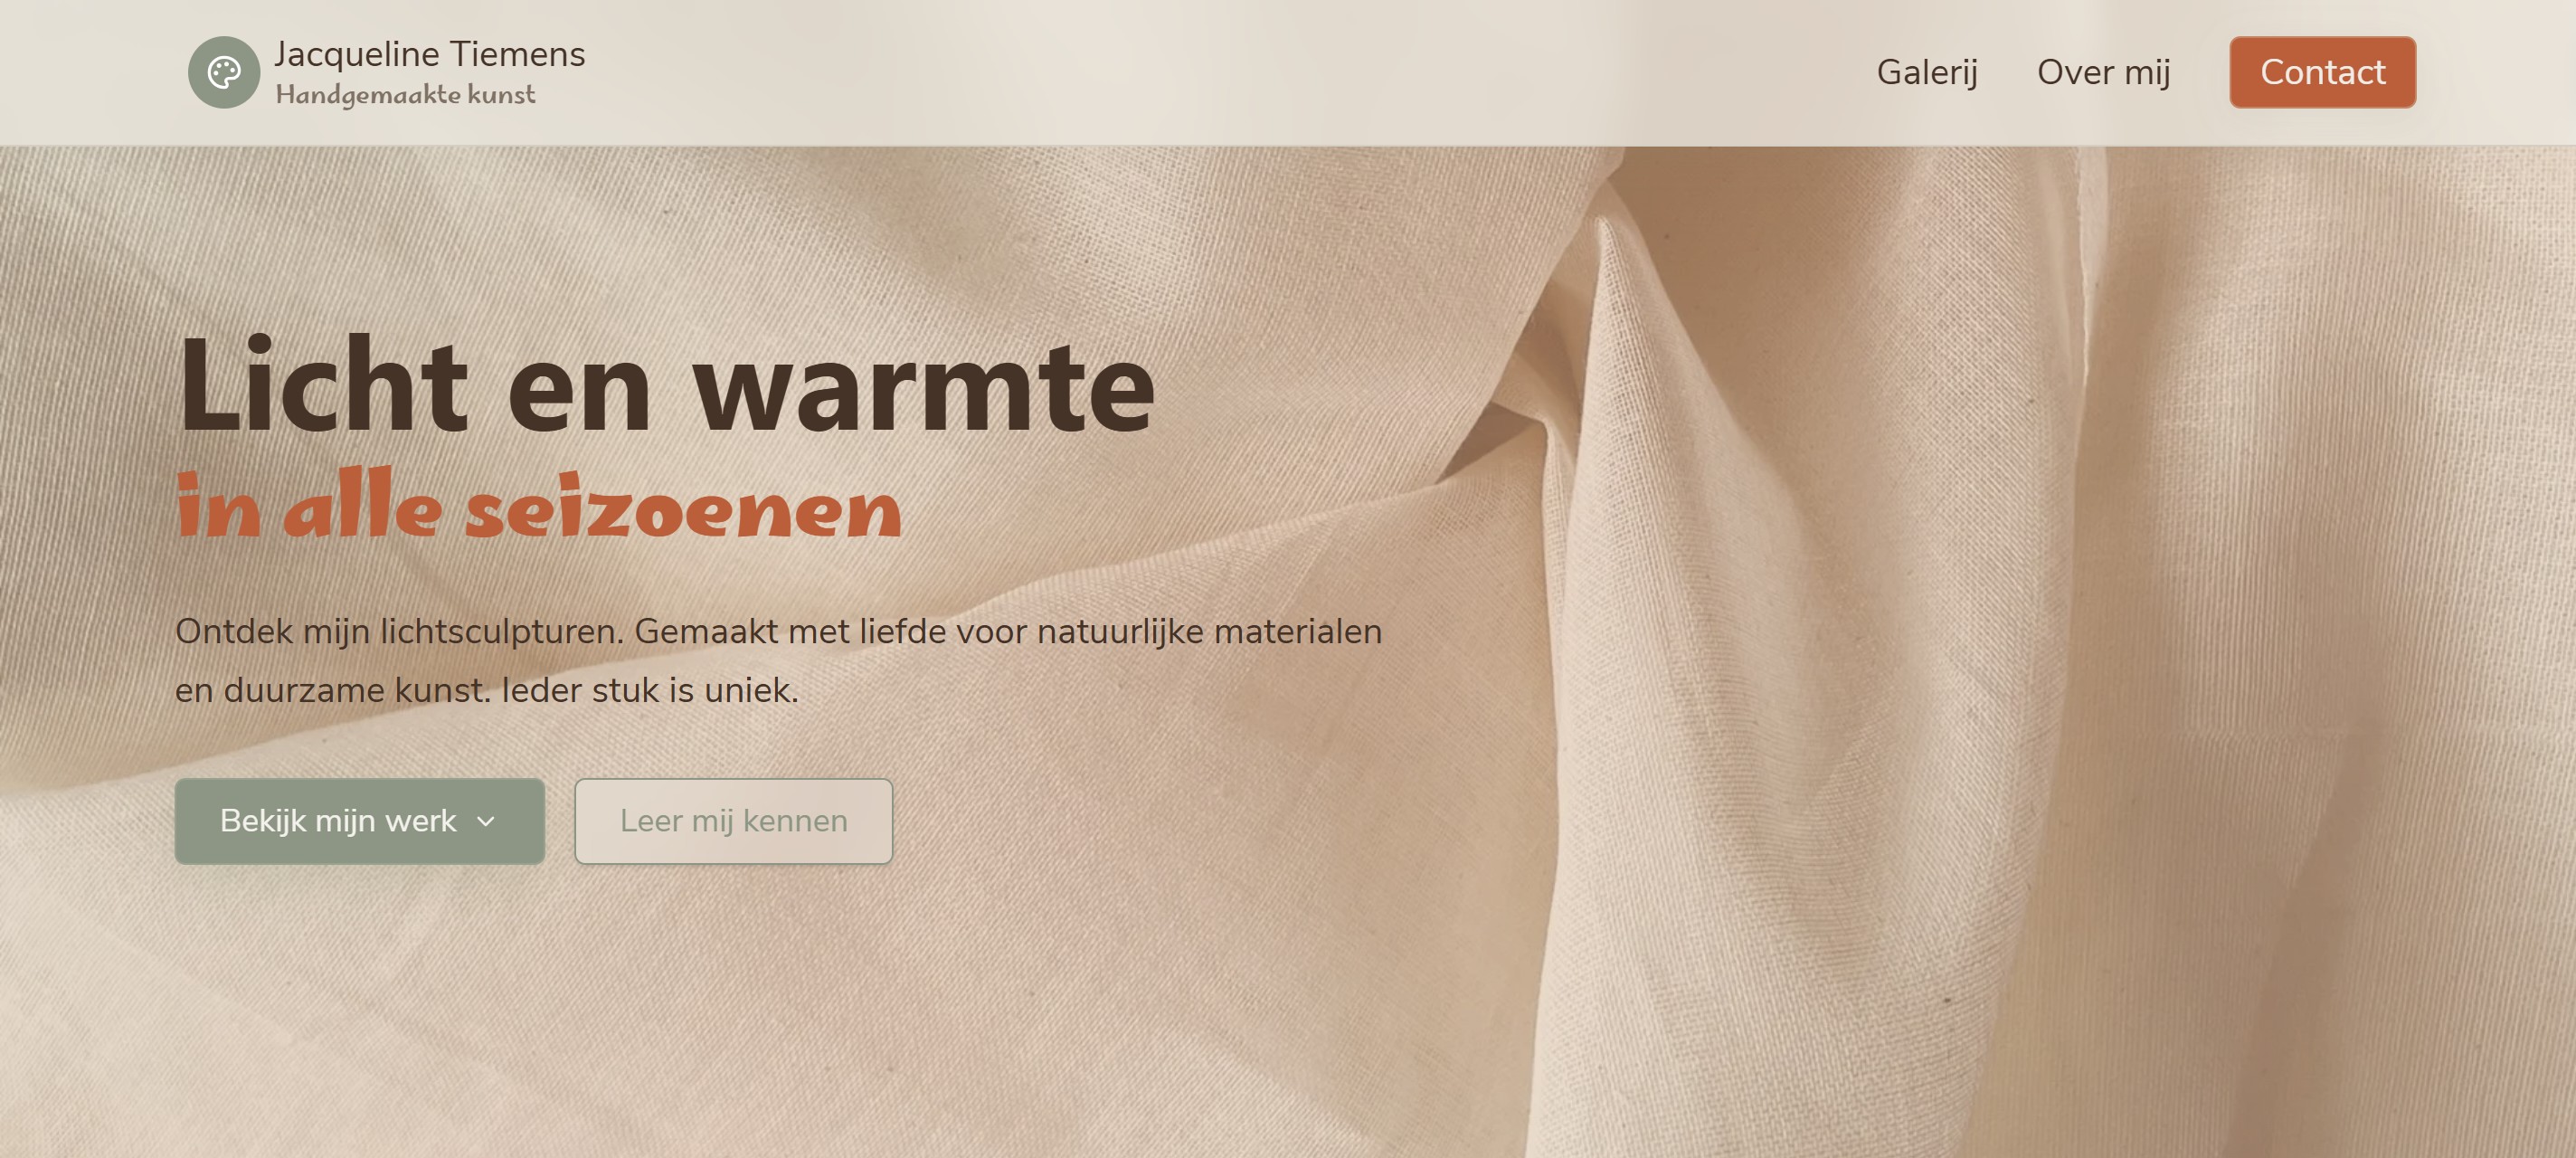 Jacqueline Tiemens
Handgemaakte kunst
Galerij
Over mij
Contact
Licht en warmte
in alle seizoenen
Ontdek mijn lichtsculpturen. Gemaakt met liefde voor natuurlijke materialen
en duurzame kunst. Ieder stuk is uniek.
Bekijk mijn werk
Leer mij kennen